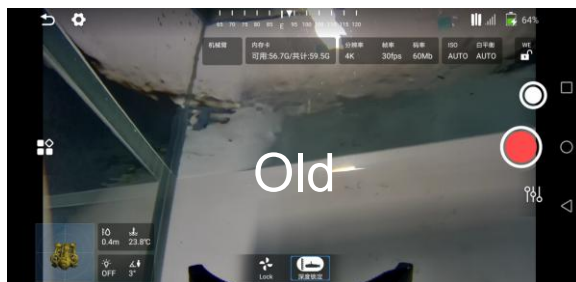 65 70 75 80 85 E 95 100 105 110 115 120
64%
机械臂
内存卡
可用:56.7G/共计:59.5G
分辨率
4K
帧率
30fps
码率
60Mb
ISO
AUTO
白平衡
AUTO
WE
Old
0.4m
23.8℃
OFF
3°
Lock
深度锁定